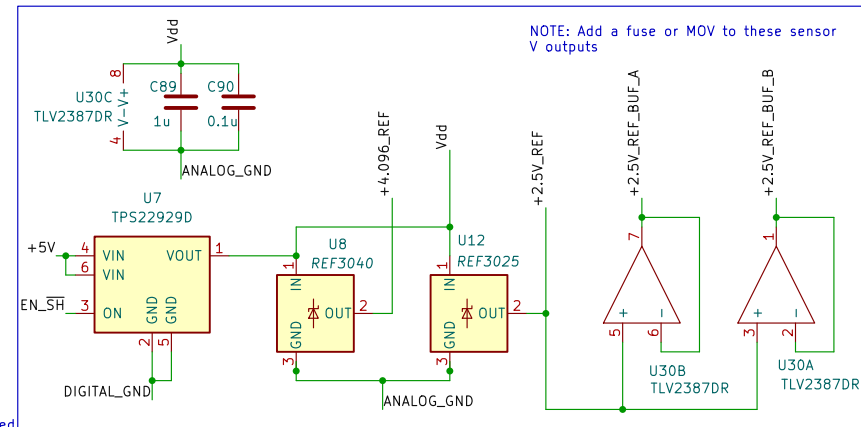 NOTE: Add a fuse or MOV to these sensor
V outputs
Vdd
8
U30C
TLV2387DR
V+
V-
4
C89
1u
C90
0.1u
ANALOG_GND
+4.096_REF
Vdd
+2.5V_REF
+2.5V_REF_BUF_A
+2.5V_REF_BUF_B
U7
TPS22929D
+5V
4
6
VIN
VIN
VOUT
1
EN_SH
3
ON
GND
GND
2
5
DIGITAL_GND
U8
REF3040
1
IN
OUT
2
GND
3
U12
REF3025
1
IN
OUT
2
GND
3
ANALOG_GND
7
+
-
5
6
U30B
TLV2387DR
1
+
-
3
2
U30A
TLV2387DR
ed